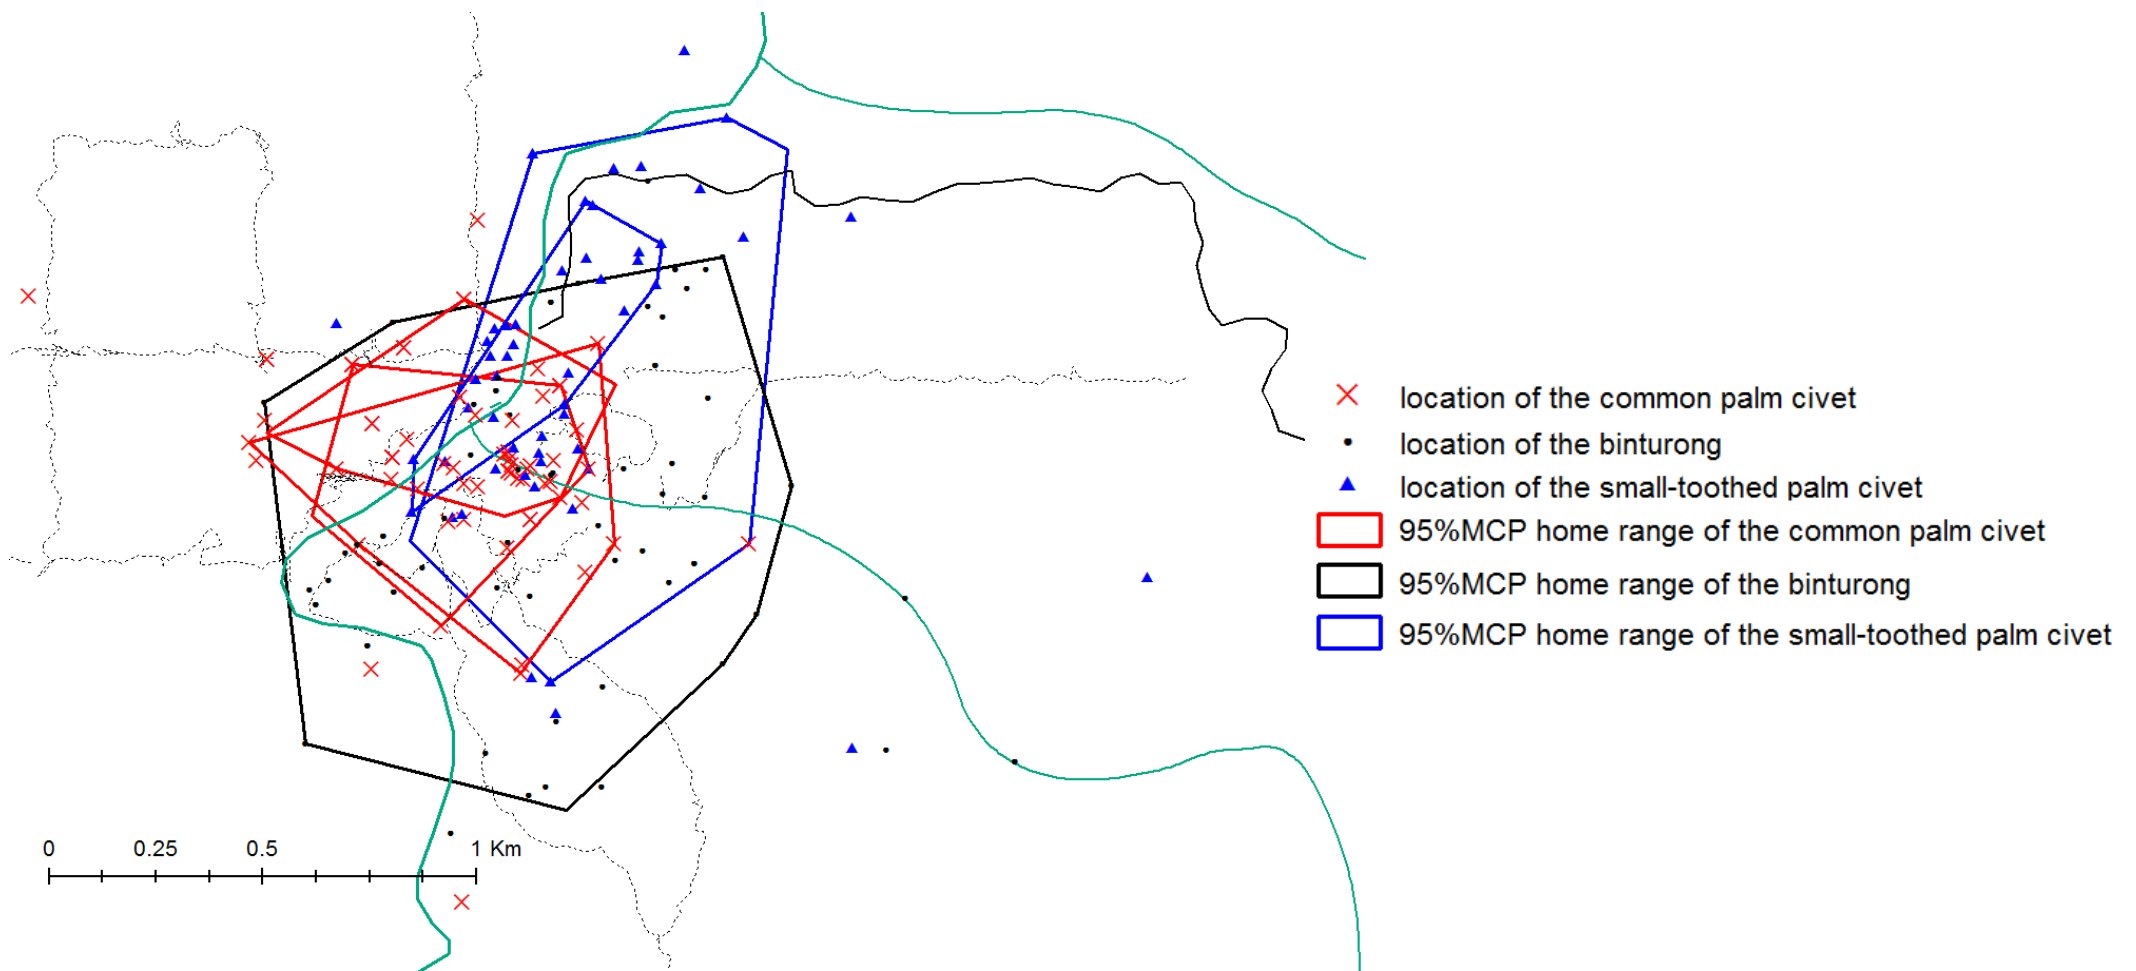 location of the common palm civet
location of the binturong
location of the small-toothed palm civet
95%MCP home range of the common palm civet
95%MCP home range of the binturong
95%MCP home range of the small-toothed palm civet
0 0.25 0.5 1 Km